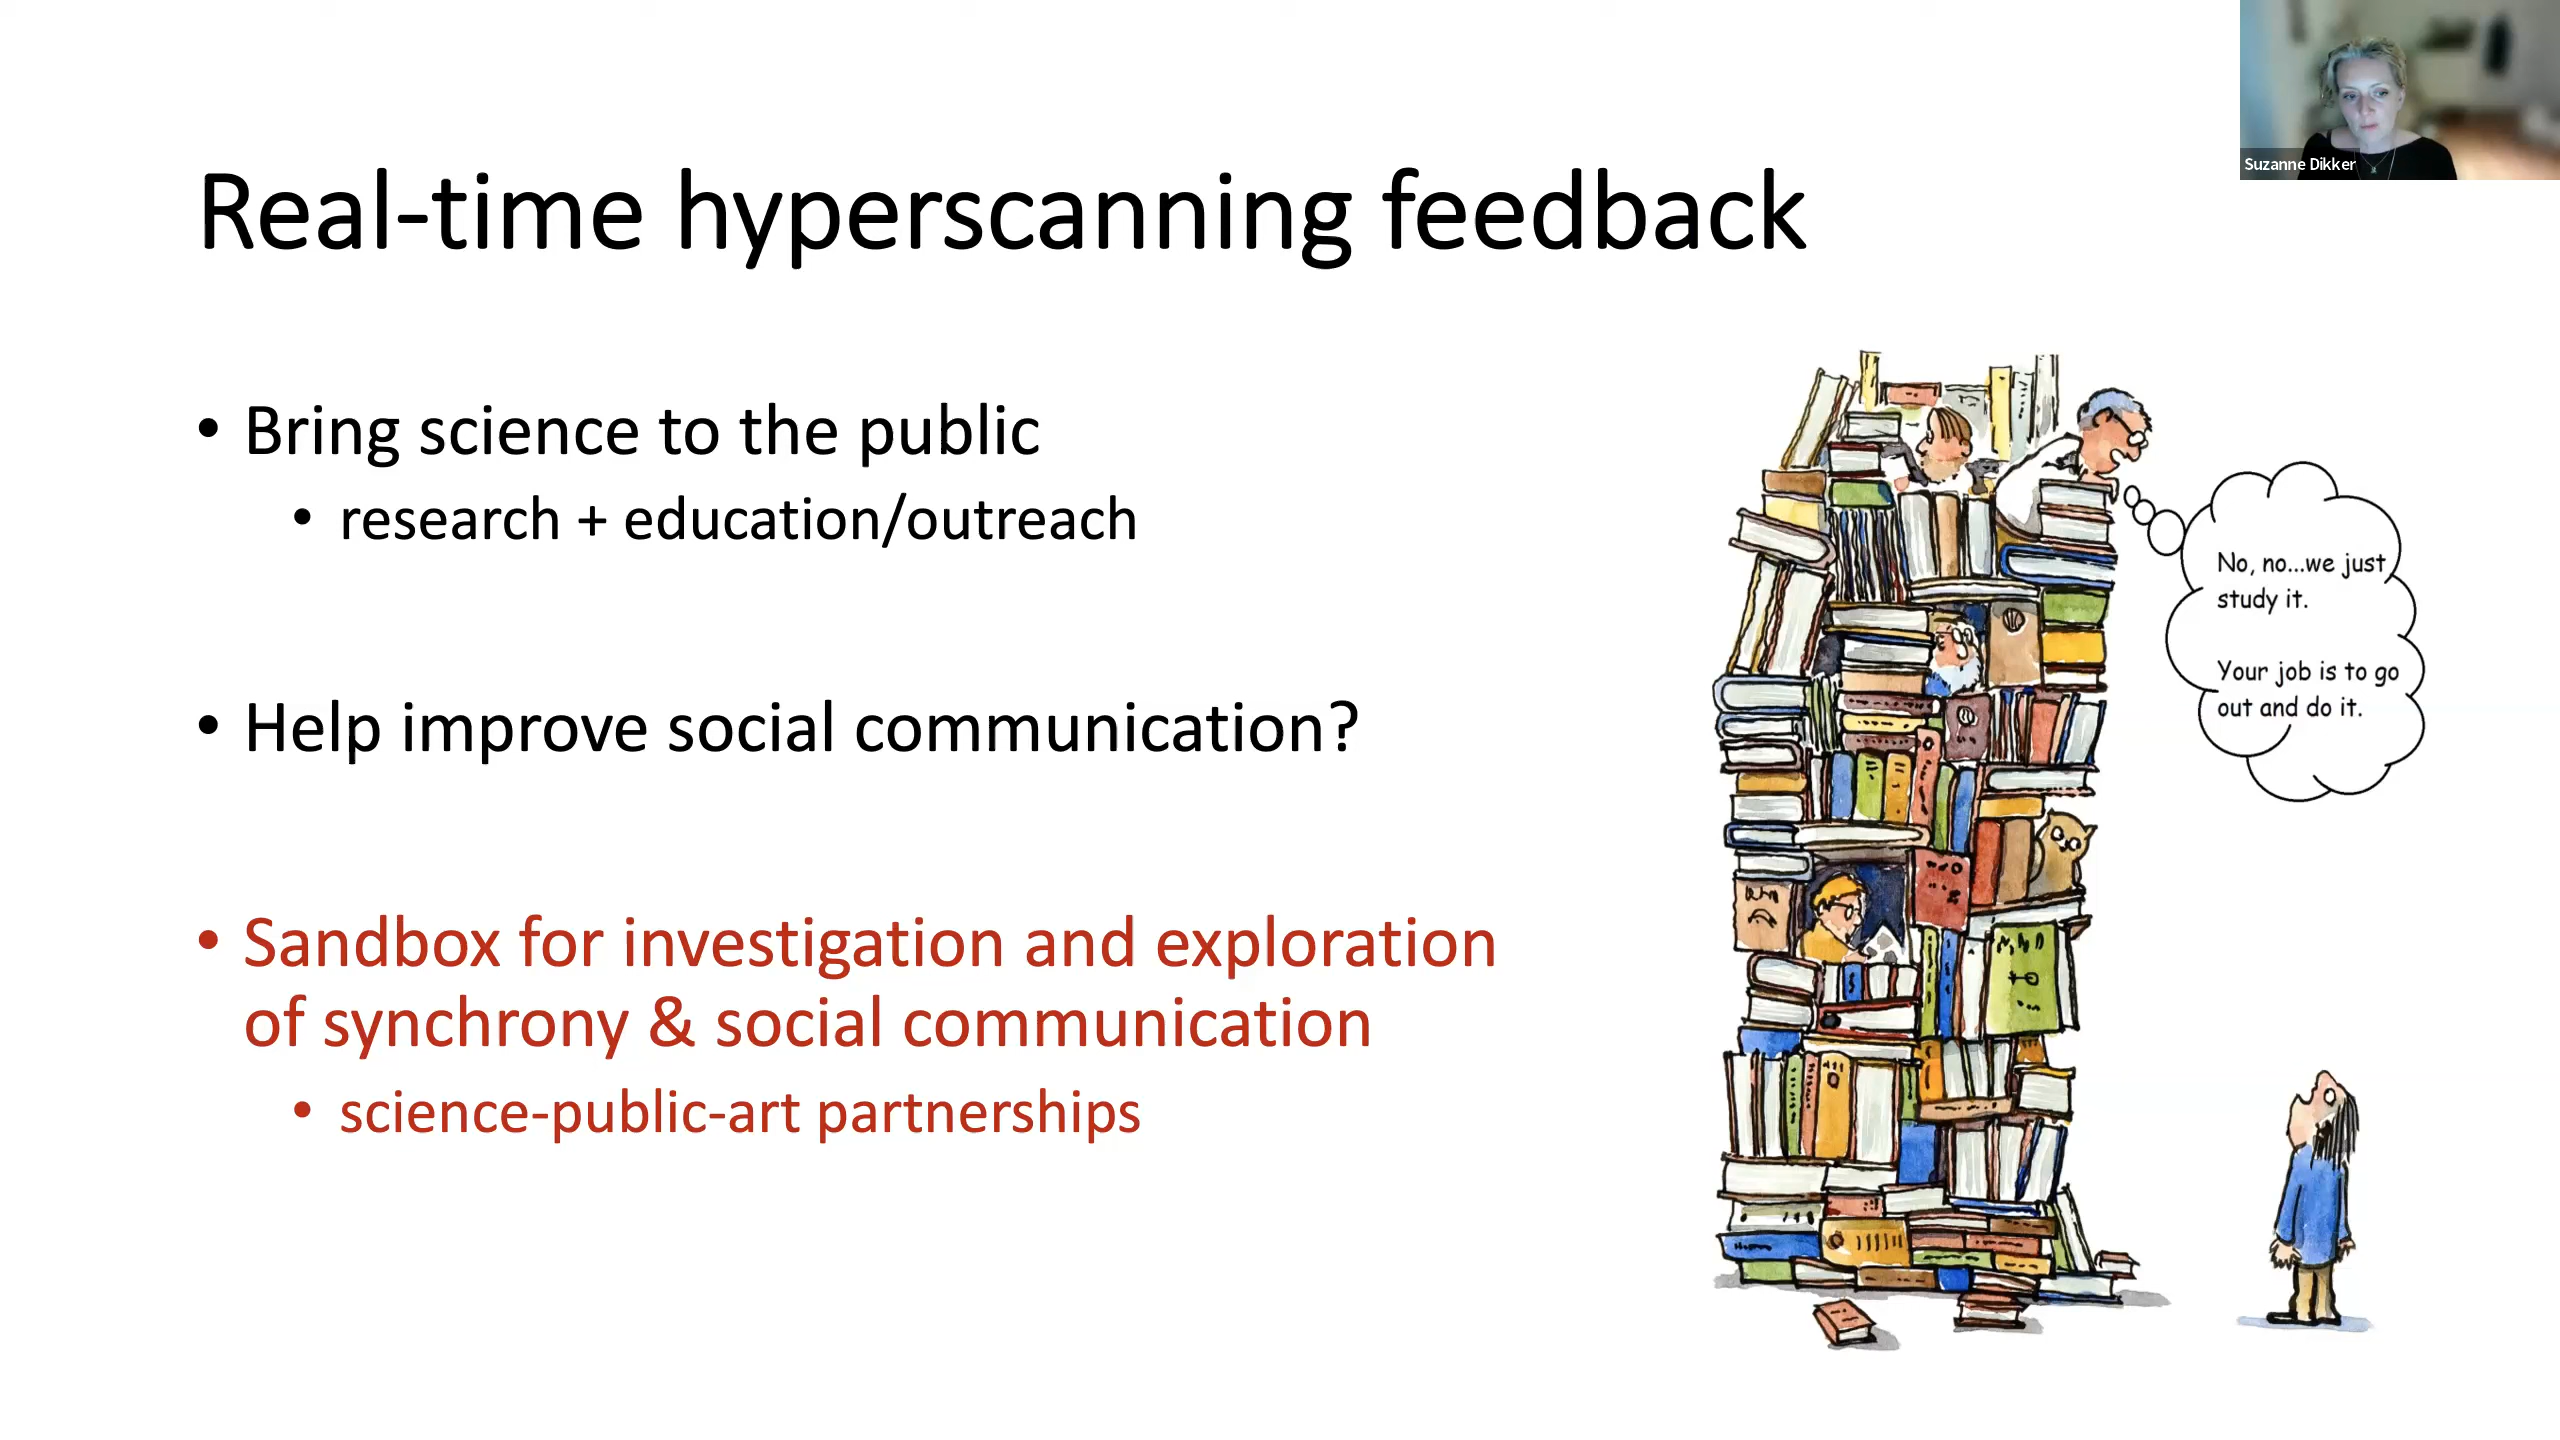 Suzanne Dikker
Real-time hyperscanning feedback
• Bring science to the public
• research + education/outreach
• Help improve social communication?
• Sandbox for investigation and exploration
of synchrony & social communication
• science-public-art partnerships
No, no...we just
study it.
Your job is to go
out and do it.